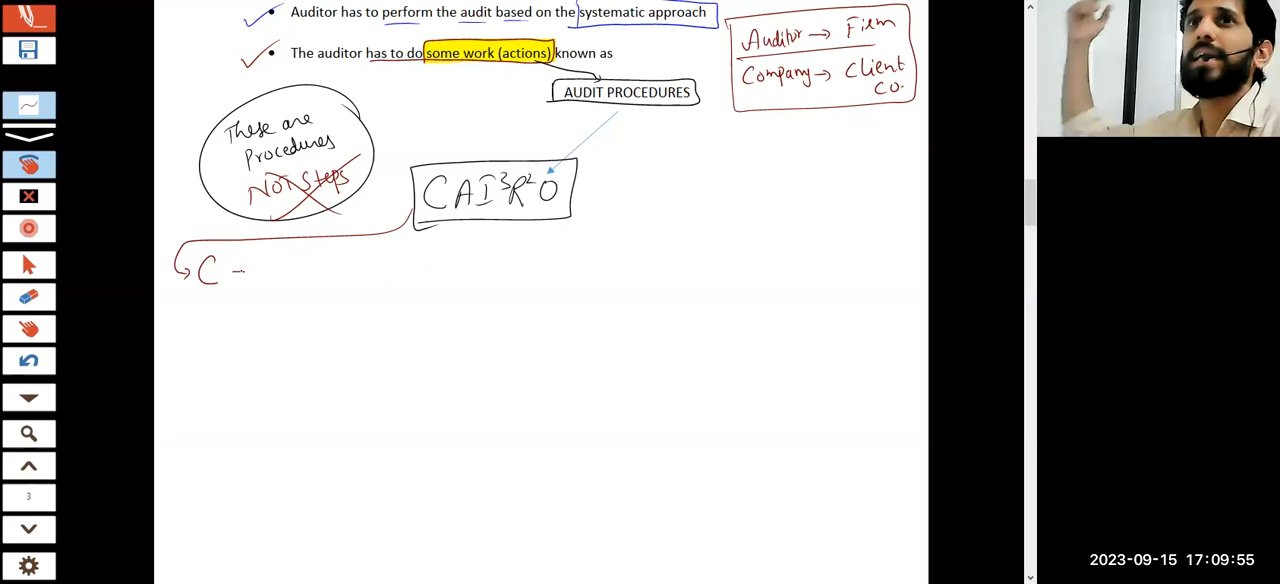 Auditor has to perform the audit based on the systematic approach
The auditor has to do some work (actions) known as
AUDIT PROCEDURES
Auditor → Firm
Company → Client
Co.
These are
Procedures
NOT Steps
CAI³R²O
C -
3
2023-09-15 17:09:55